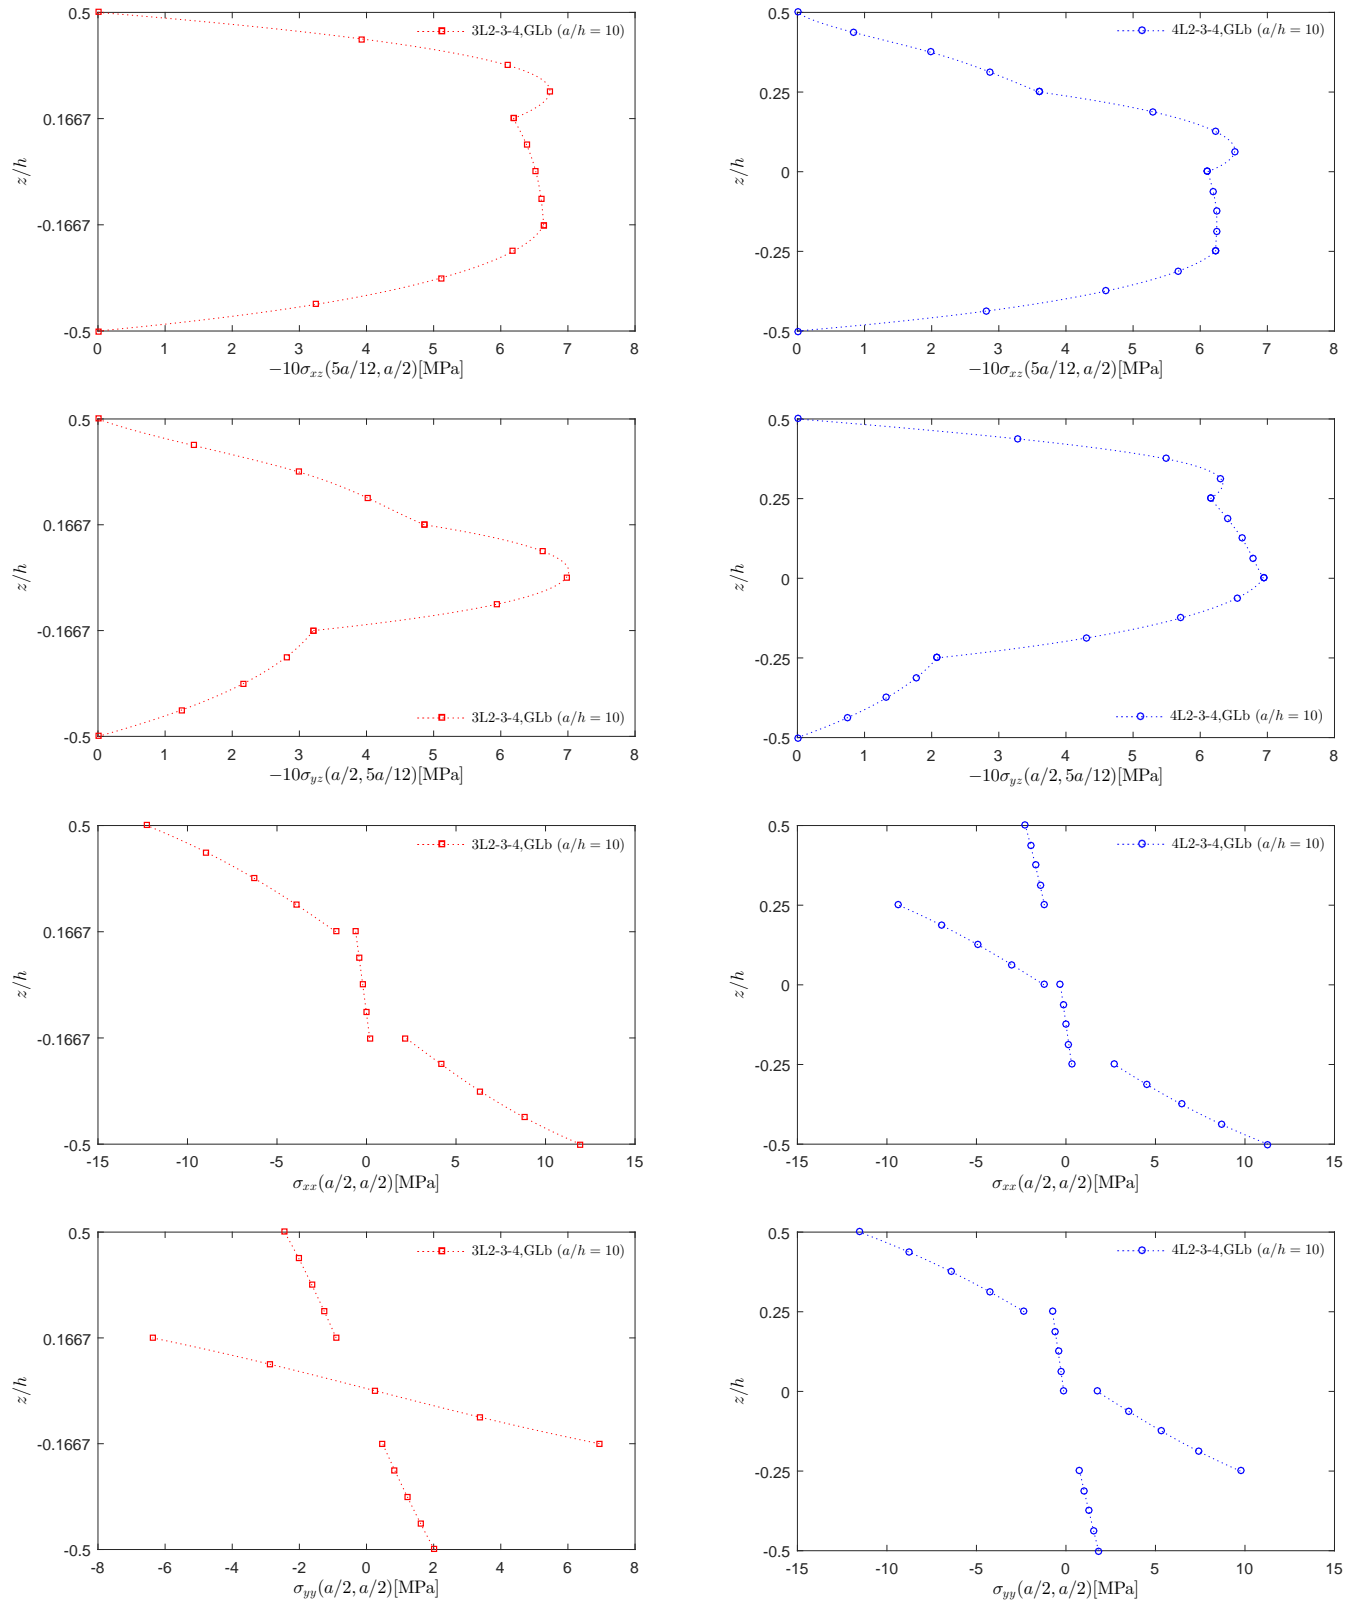 0.5
0.1667
-0.1667
-0.5
z/h
3L2-3-4,GLb (a/h = 10)
0 1 2 3 4 5 6 7 8
−10σxz(5a/12, a/2)[MPa]
0.5
0.25
0
-0.25
-0.5
z/h
4L2-3-4,GLb (a/h = 10)
0 1 2 3 4 5 6 7 8
−10σxz(5a/12, a/2)[MPa]
0.5
0.1667
-0.1667
-0.5
z/h
3L2-3-4,GLb (a/h = 10)
0 1 2 3 4 5 6 7 8
−10σyz(a/2, 5a/12)[MPa]
0.5
0.25
0
-0.25
-0.5
z/h
4L2-3-4,GLb (a/h = 10)
0 1 2 3 4 5 6 7 8
−10σyz(a/2, 5a/12)[MPa]
0.5
0.1667
-0.1667
-0.5
z/h
3L2-3-4,GLb (a/h = 10)
-15 -10 -5 0 5 10 15
σxx(a/2, a/2)[MPa]
0.5
0.25
0
-0.25
-0.5
z/h
4L2-3-4,GLb (a/h = 10)
-15 -10 -5 0 5 10 15
σxx(a/2, a/2)[MPa]
0.5
0.1667
-0.1667
-0.5
z/h
3L2-3-4,GLb (a/h = 10)
-8 -6 -4 -2 0 2 4 6 8
σyy(a/2, a/2)[MPa]
0.5
0.25
0
-0.25
-0.5
z/h
4L2-3-4,GLb (a/h = 10)
-15 -10 -5 0 5 10 15
σyy(a/2, a/2)[MPa]